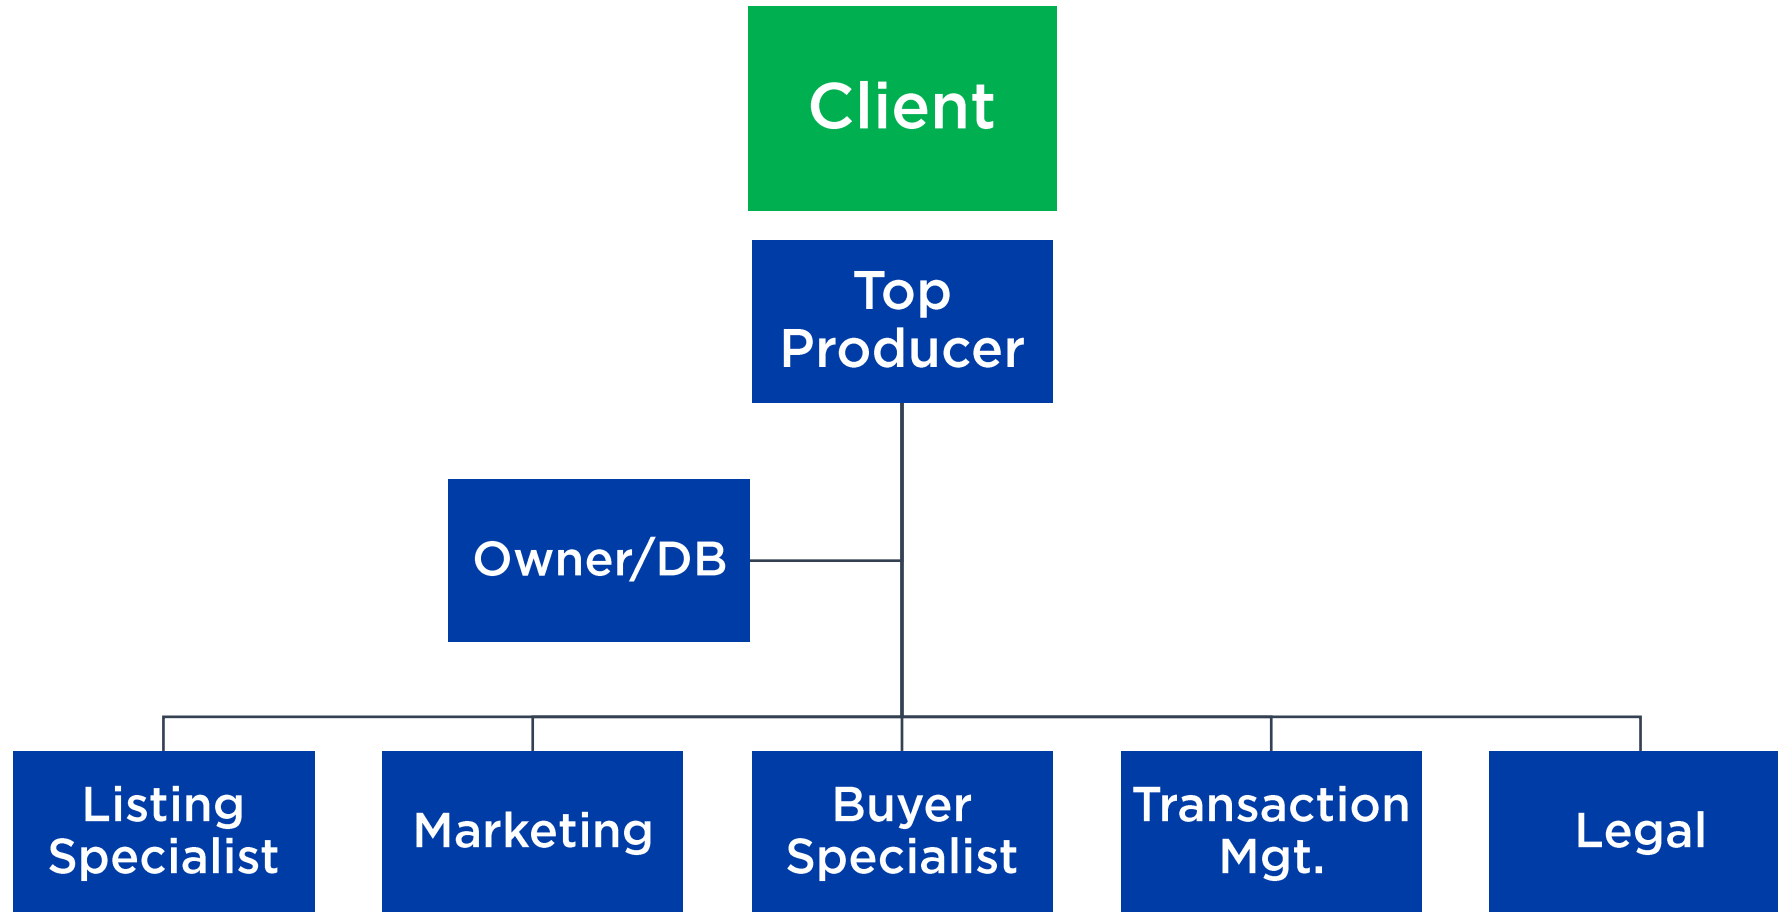 Client
Top
Producer
Owner/DB
Listing
Specialist
Marketing
Buyer
Specialist
Transaction
Mgt.
Legal